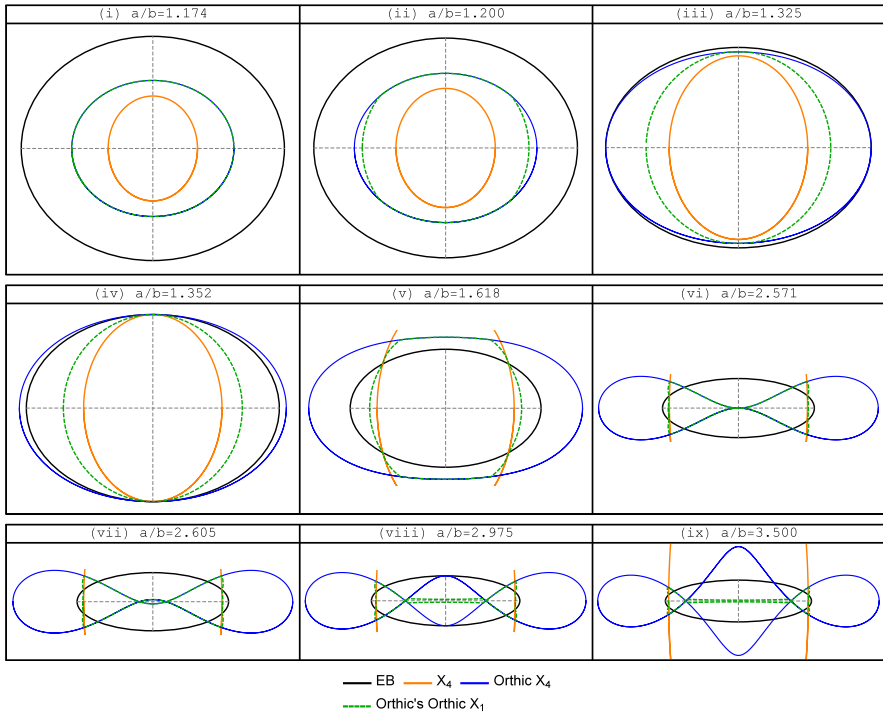 (i) a/b=1.174
(ii) a/b=1.200
(iii) a/b=1.325
(iv) a/b=1.352
(v) a/b=1.618
(vi) a/b=2.571
(vii) a/b=2.605
(viii) a/b=2.975
(ix) a/b=3.500
EB X₄ Orthic X₄
Orthic's Orthic X₁